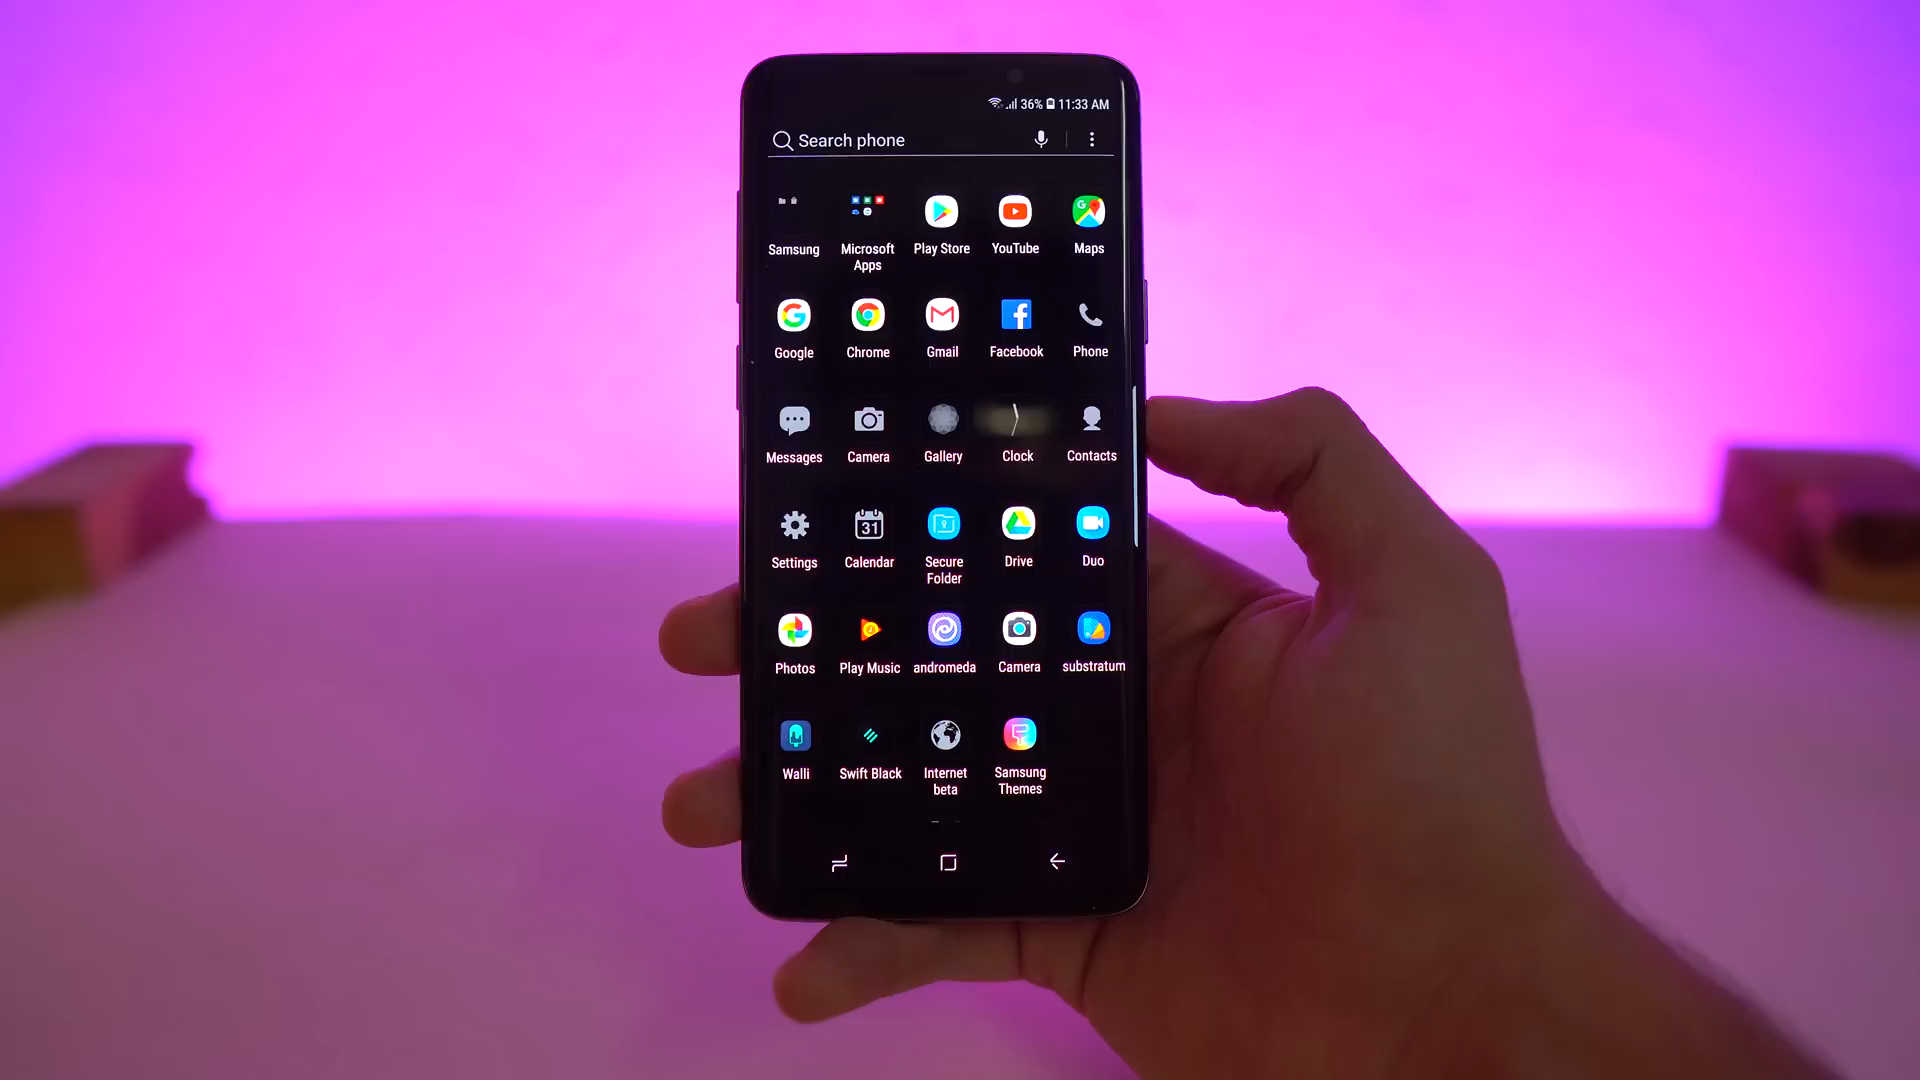 36% 11:33 AM
Search phone
Samsung
Microsoft
Apps
Play Store
YouTube
Maps
Google
Chrome
Gmail
Facebook
Phone
Messages
Camera
Gallery
Clock
Contacts
31
Settings
Calendar
Secure
Folder
Drive
Duo
Photos
Play Music
andromeda
Camera
substratum
Walli
Swift Black
Internet
beta
Samsung
Themes